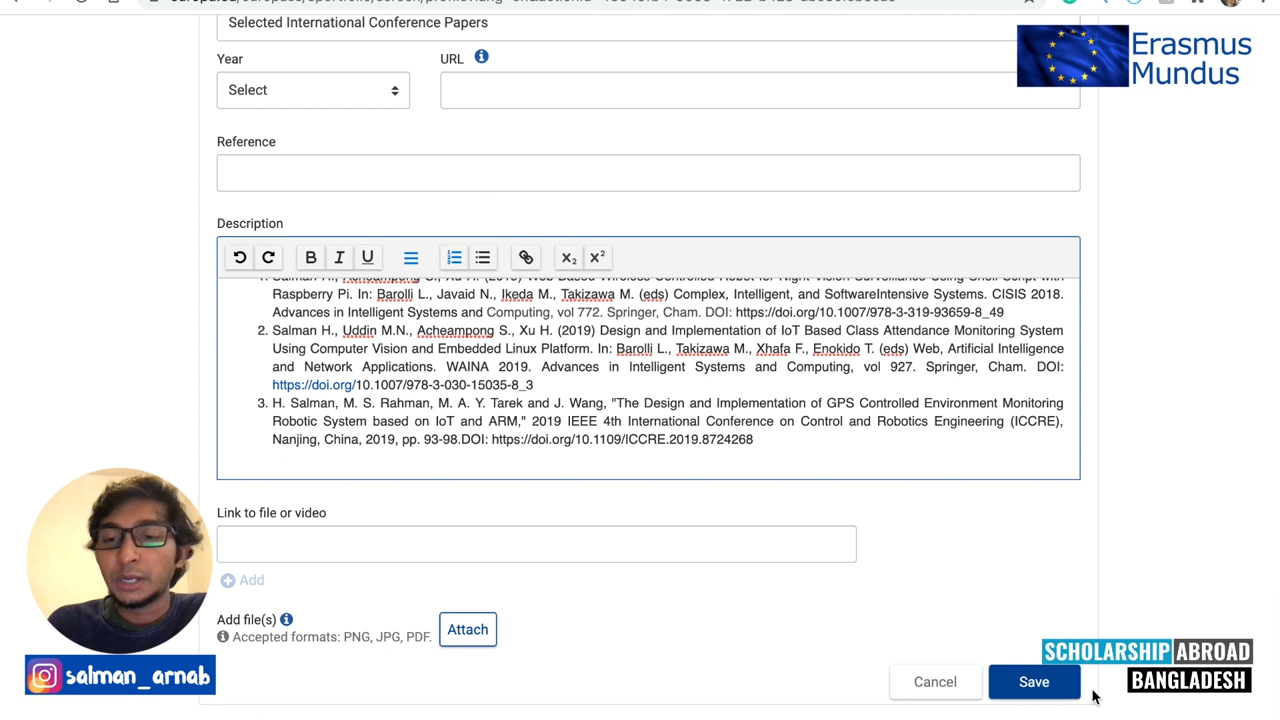 Selected International Conference Papers
Erasmus
Mundus
Year
URL
Select
Reference
Description
B I U X₂ X²
Raspberry Pi. In: Barolli L., Javaid N., Ikeda M., Takizawa M. (eds) Complex, Intelligent, and SoftwareIntensive Systems. CISIS 2018.
Advances in Intelligent Systems and Computing, vol 772. Springer, Cham. DOI: https://doi.org/10.1007/978-3-319-93659-8_49
2. Salman H., Uddin M.N., Acheampong S., Xu H. (2019) Design and Implementation of IoT Based Class Attendance Monitoring System
Using Computer Vision and Embedded Linux Platform. In: Barolli L., Takizawa M., Xhafa F., Enokido T. (eds) Web, Artificial Intelligence
and Network Applications. WAINA 2019. Advances in Intelligent Systems and Computing, vol 927. Springer, Cham. DOI:
https://doi.org/10.1007/978-3-030-15035-8_3
3. H. Salman, M. S. Rahman, M. A. Y. Tarek and J. Wang, "The Design and Implementation of GPS Controlled Environment Monitoring
Robotic System based on IoT and ARM," 2019 IEEE 4th International Conference on Control and Robotics Engineering (ICCRE),
Nanjing, China, 2019, pp. 93-98.DOI: https://doi.org/10.1109/ICCRE.2019.8724268
Link to file or video
Add
Add file(s)
Accepted formats: PNG, JPG, PDF.
Attach
salman_arnab
SCHOLARSHIP ABROAD
BANGLADESH
Cancel
Save